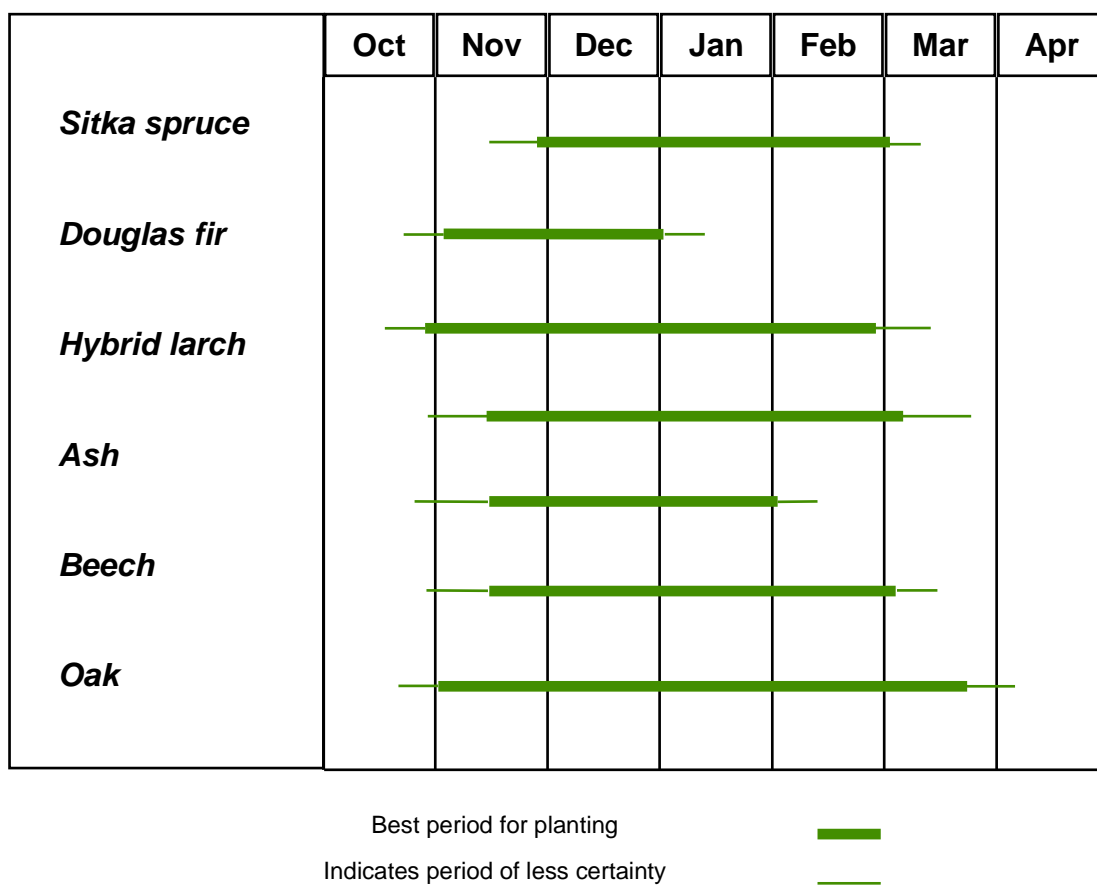 Oct Nov Dec Jan Feb Mar Apr
Sitka spruce
Douglas fir
Hybrid larch
Ash
Beech
Oak
Best period for planting
Indicates period of less certainty